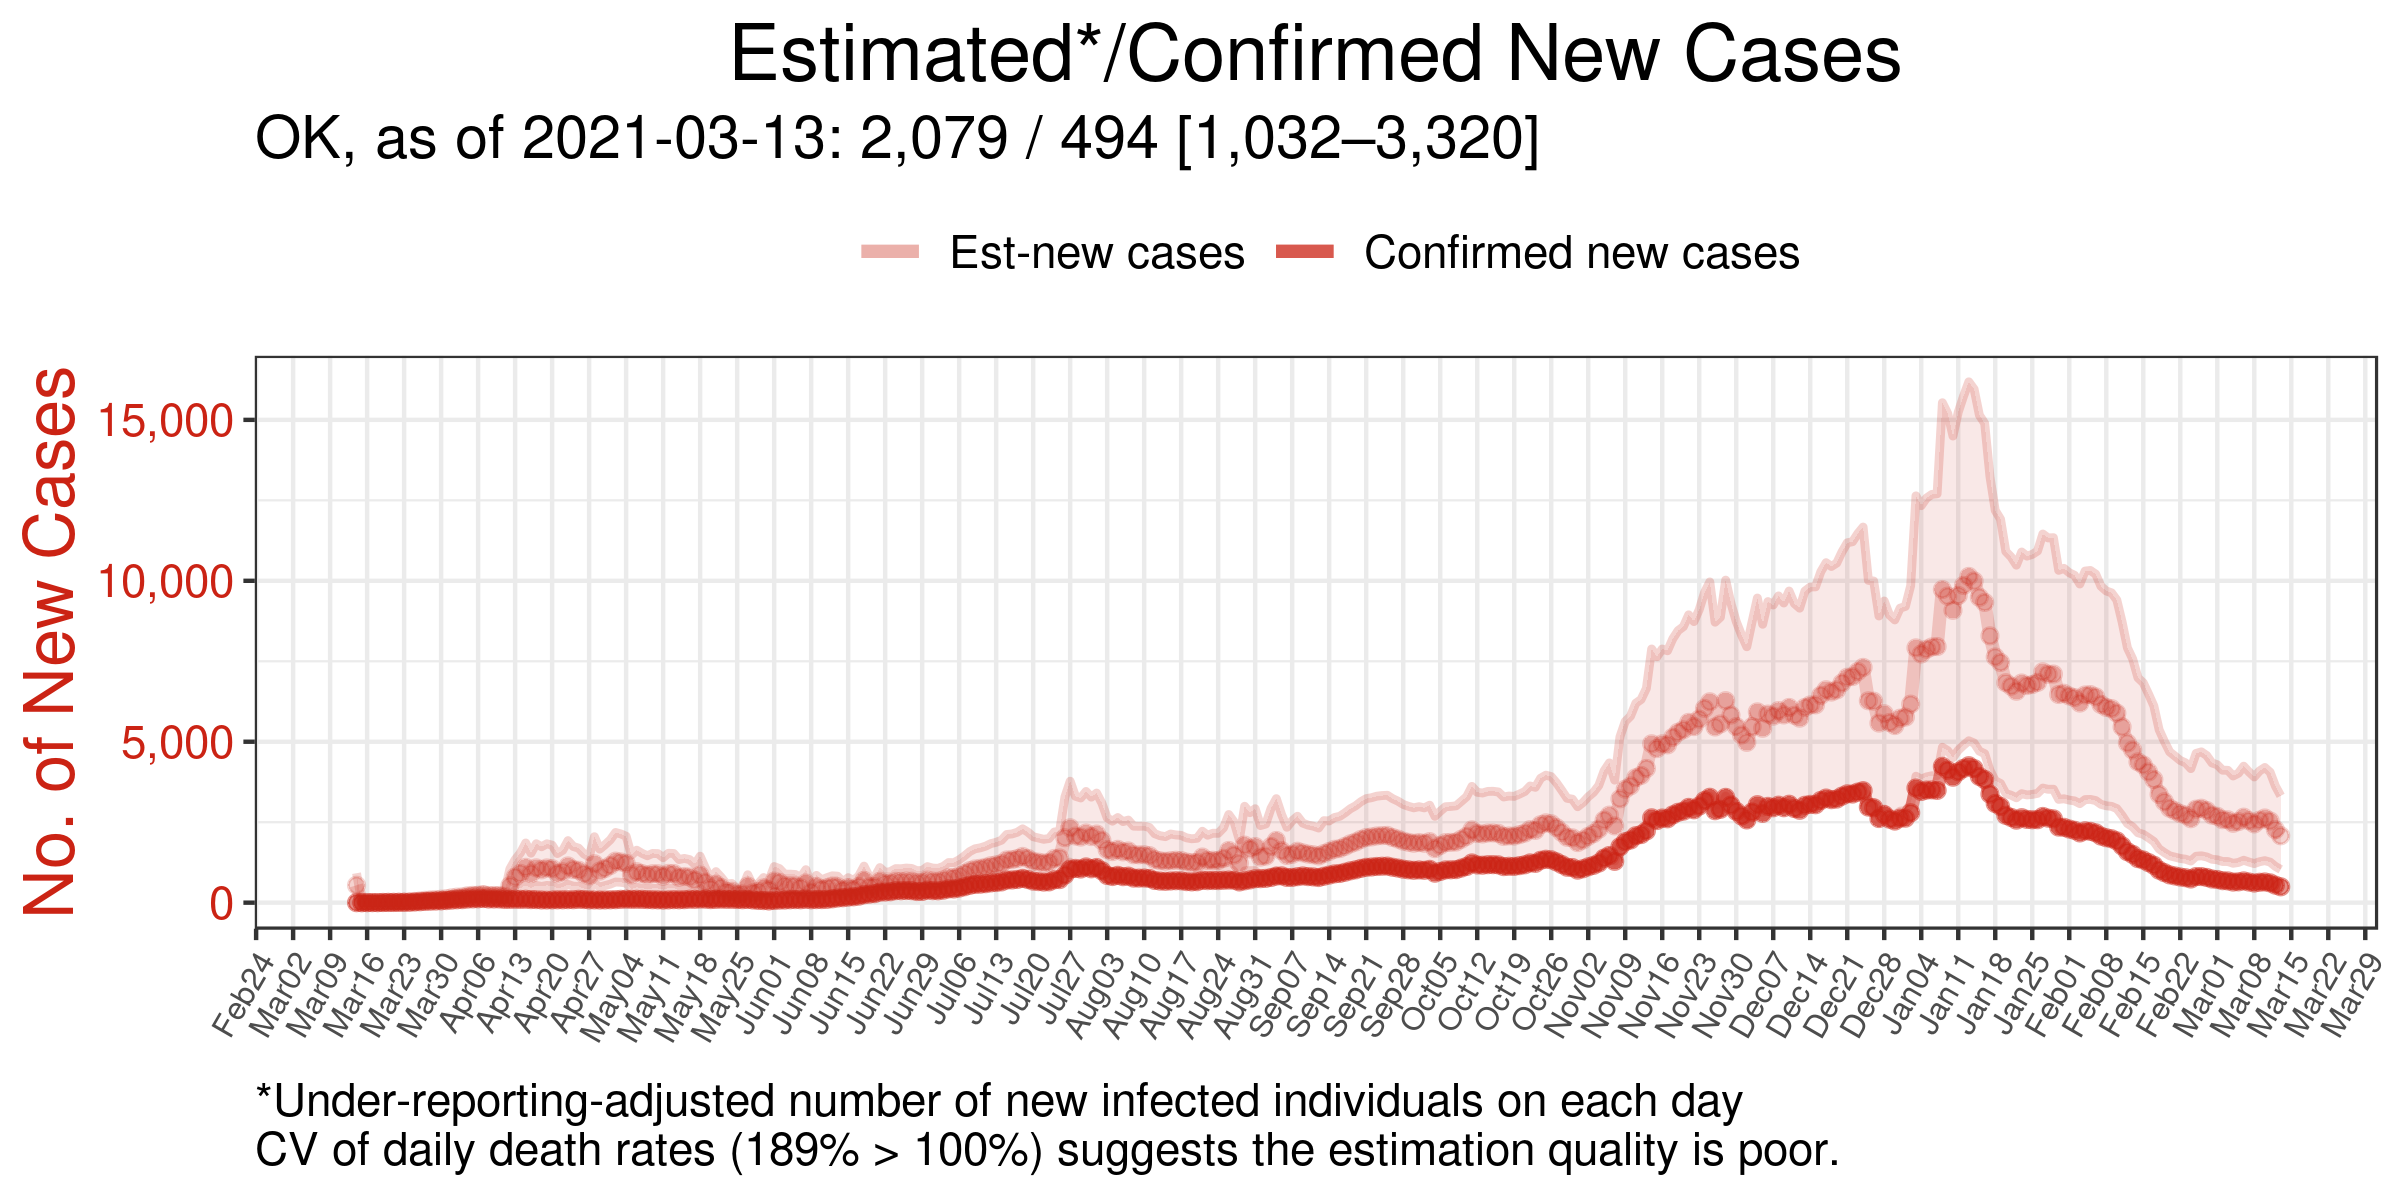 Estimated*/Confirmed New Cases
OK, as of 2021-03-13: 2,079 / 494 [1,032–3,320]
Est-new cases Confirmed new cases
No. of New Cases
15,000
10,000
5,000
0
Feb24 Mar02 Mar09 Mar16 Mar23 Mar30 Apr06 Apr13 Apr20 Apr27 May04 May11 May18 May25 Jun01 Jun08 Jun15 Jun22 Jun29 Jul06 Jul13 Jul20 Jul27 Aug03 Aug10 Aug17 Aug24 Aug31 Sep07 Sep14 Sep21 Sep28 Oct05 Oct12 Oct19 Oct26 Nov02 Nov09 Nov16 Nov23 Nov30 Dec07 Dec14 Dec21 Dec28 Jan04 Jan11 Jan18 Jan25 Feb01 Feb08 Feb15 Feb22 Mar01 Mar08 Mar15 Mar22 Mar29
*Under-reporting-adjusted number of new infected individuals on each day
CV of daily death rates (189% > 100%) suggests the estimation quality is poor.